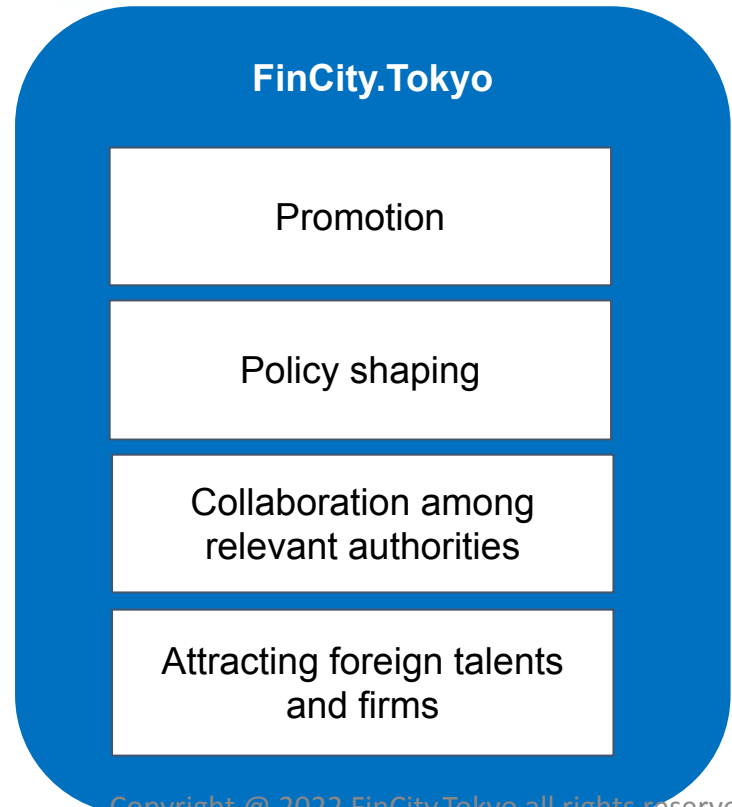 FinCity.Tokyo
Promotion
Policy shaping
Collaboration among
relevant authorities
Attracting foreign talents
and firms
Copyright @ 2022 FinCity.Tokyo all rights reserve